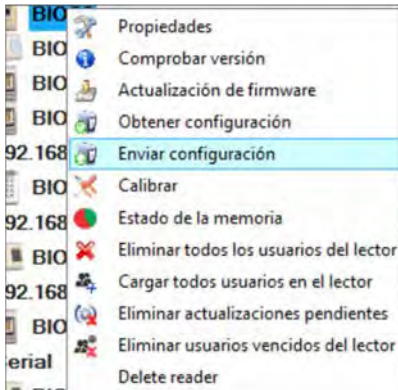 BIO
Propiedades
BIO
Comprobar versión
BIO
Actualización de firmware
Obtener configuración
92.168
Enviar configuración
BIO
Calibrar
92.168
Estado de la memoria
BIO
Eliminar todos los usuarios del lector
92.168
Cargar todos usuarios en el lector
BIO
Eliminar actualizaciones pendientes
Eliminar usuarios vencidos del lector
erial
Delete reader